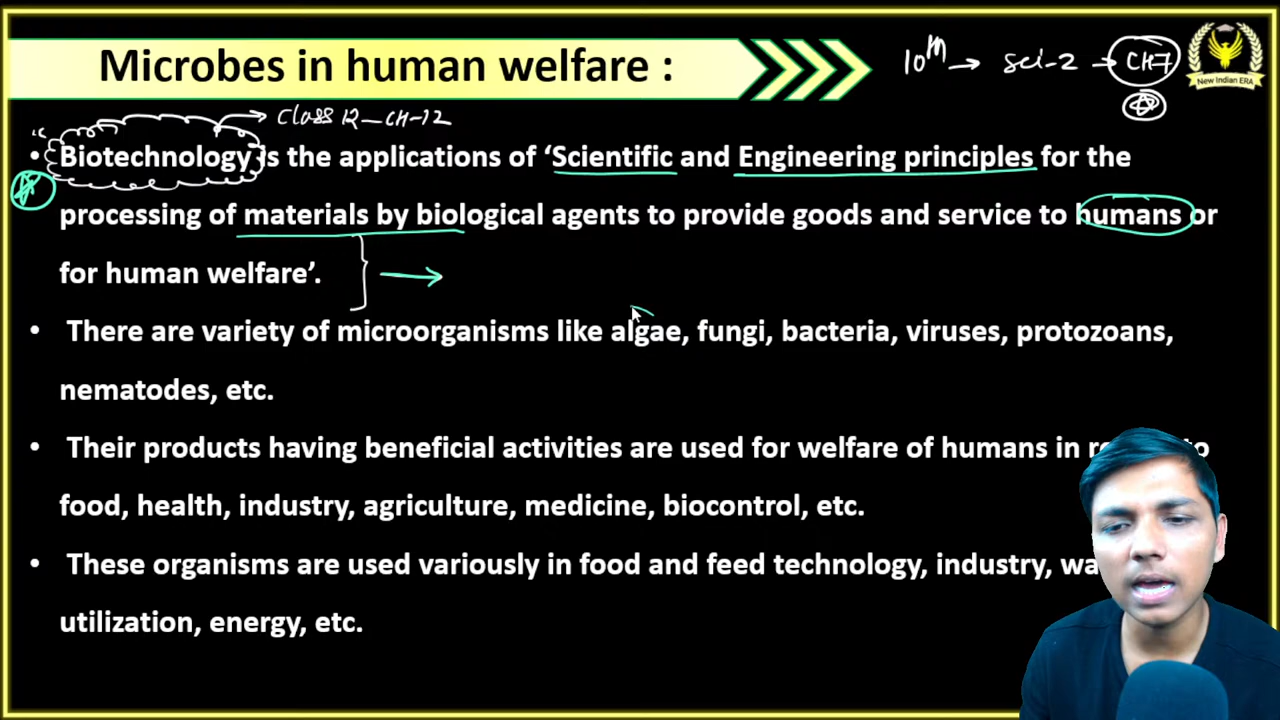 Microbes in human welfare :
10th → Sci-2 → CH-7
New Indian ERA
class 12 - CH-12
• Biotechnology is the applications of ‘Scientific and Engineering principles for the
processing of materials by biological agents to provide goods and service to humans or
for human welfare’.
• There are variety of microorganisms like algae, fungi, bacteria, viruses, protozoans,
nematodes, etc.
• Their products having beneficial activities are used for welfare of humans in to
food, health, industry, agriculture, medicine, biocontrol, etc.
• These organisms are used variously in food and feed technology, industry,
utilization, energy, etc.